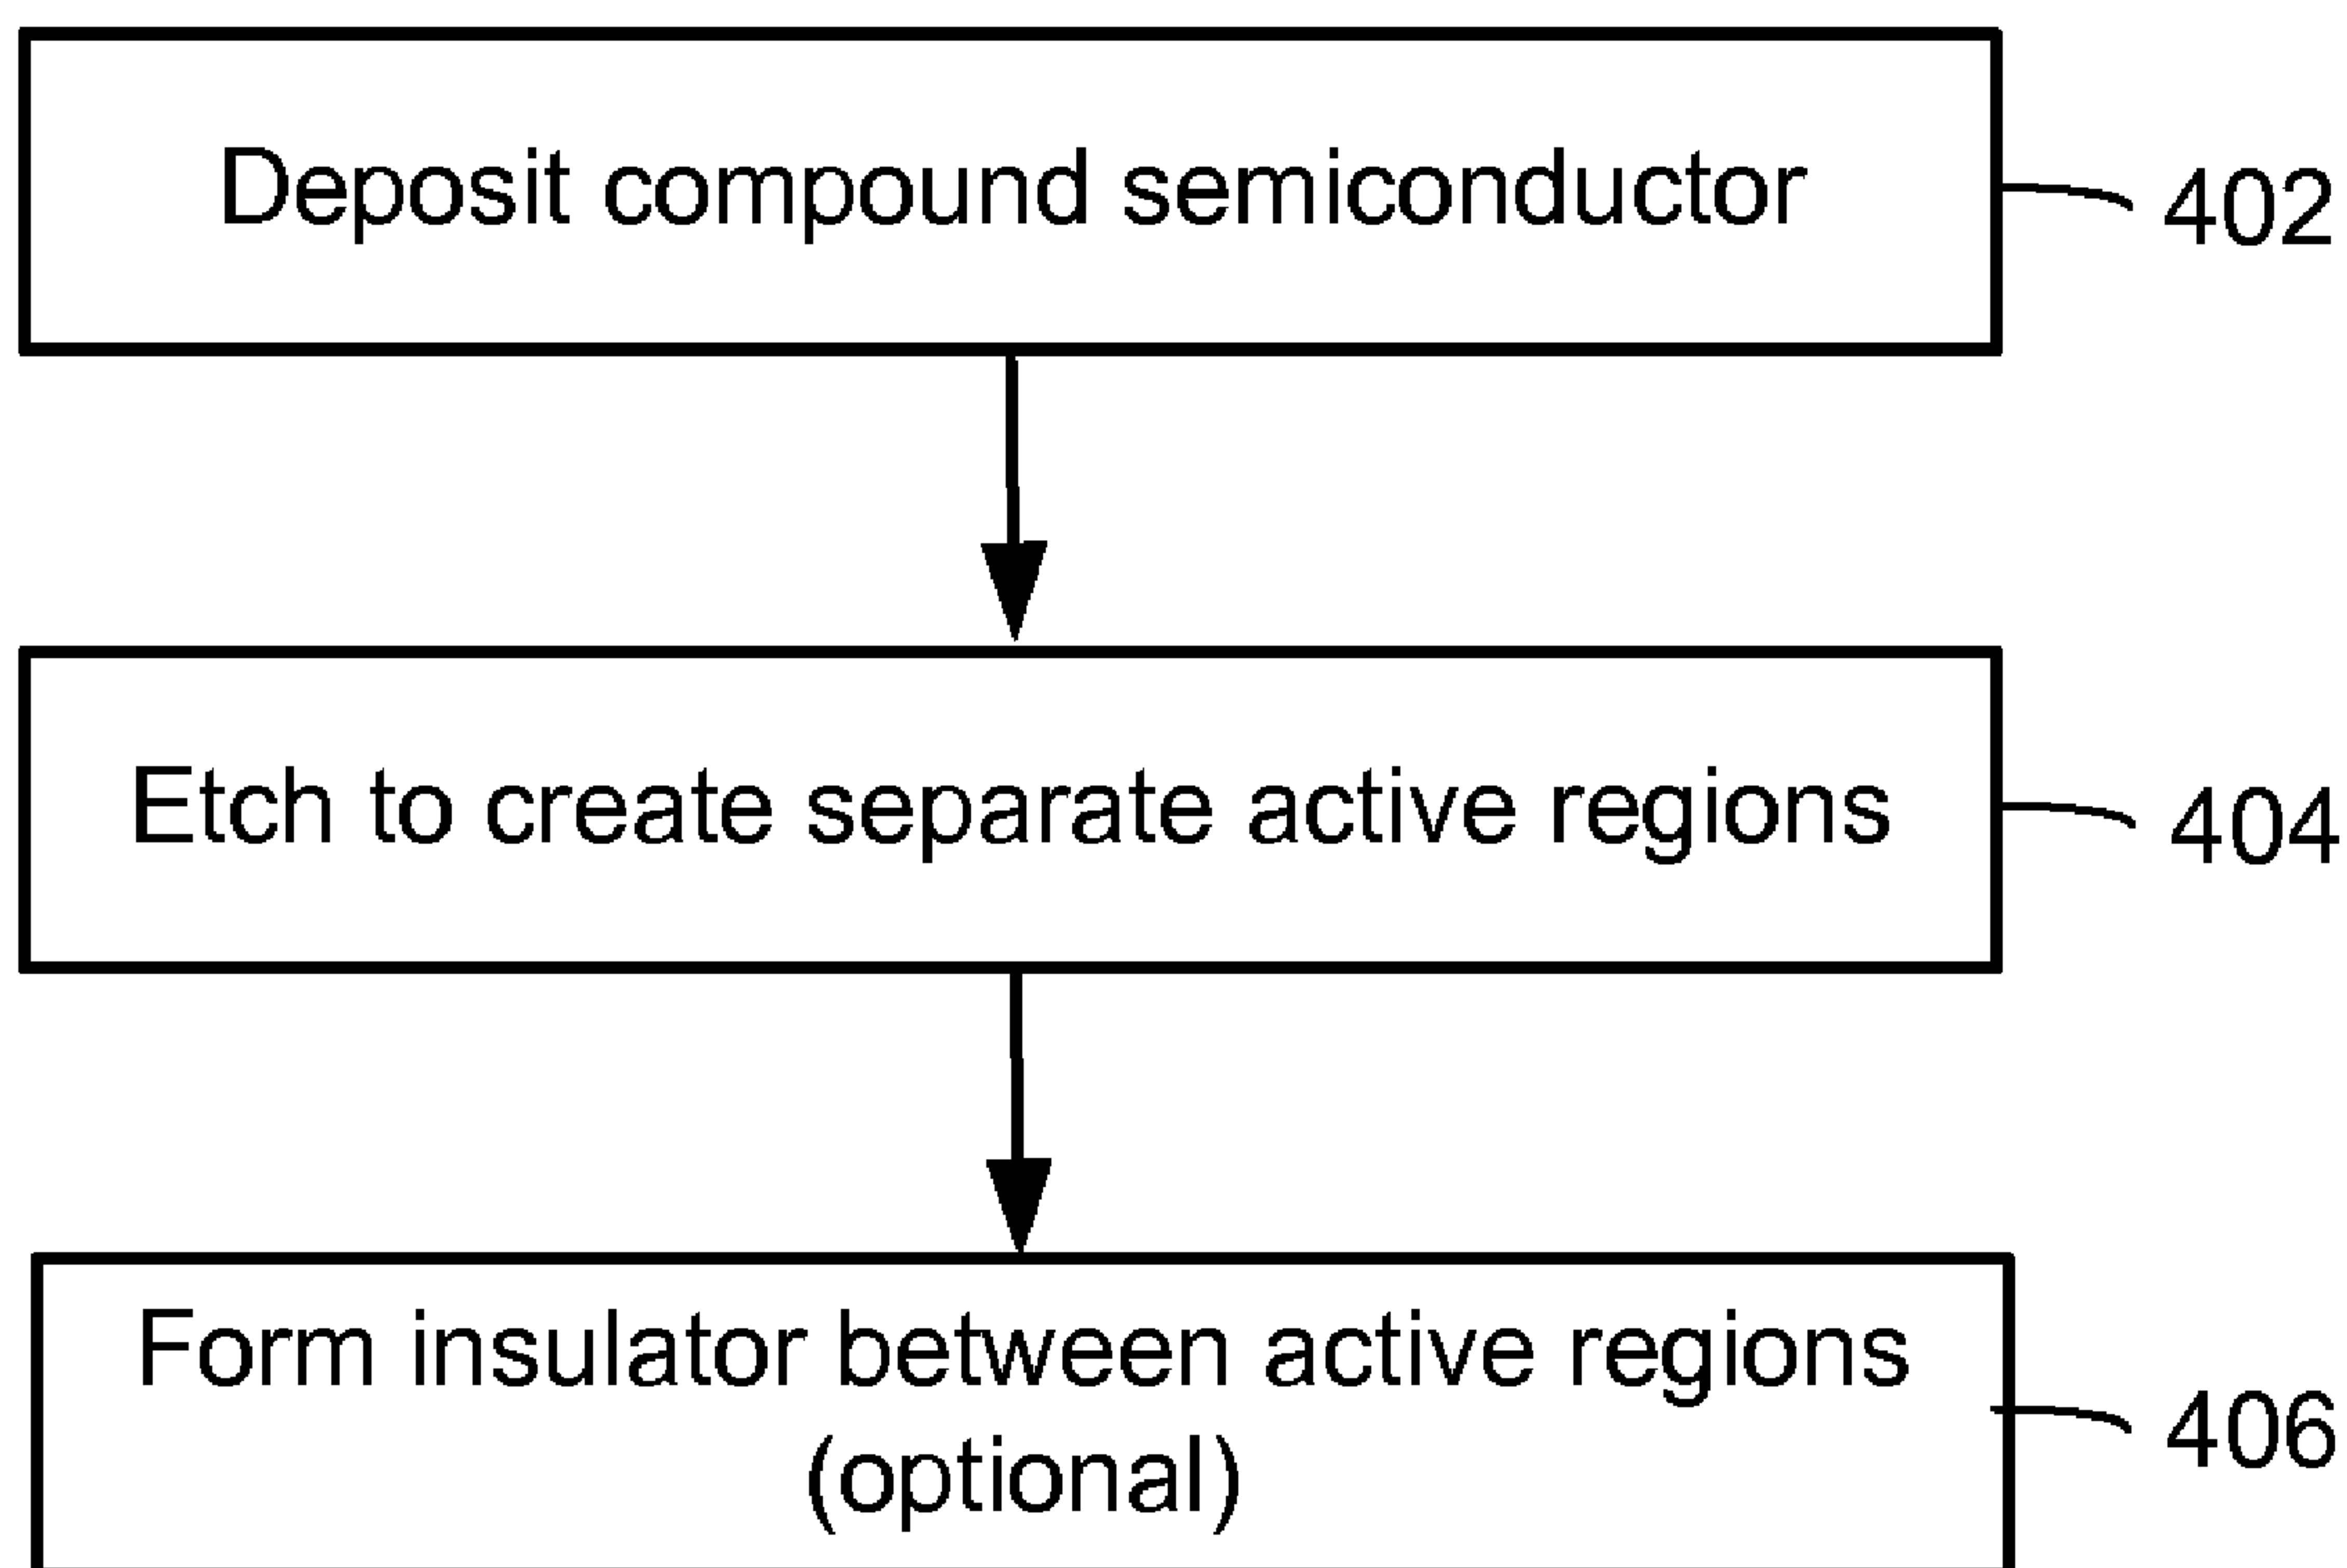 Deposit compound semiconductor
402
Etch to create separate active regions
404
Form insulator between active regions
(optional)
406